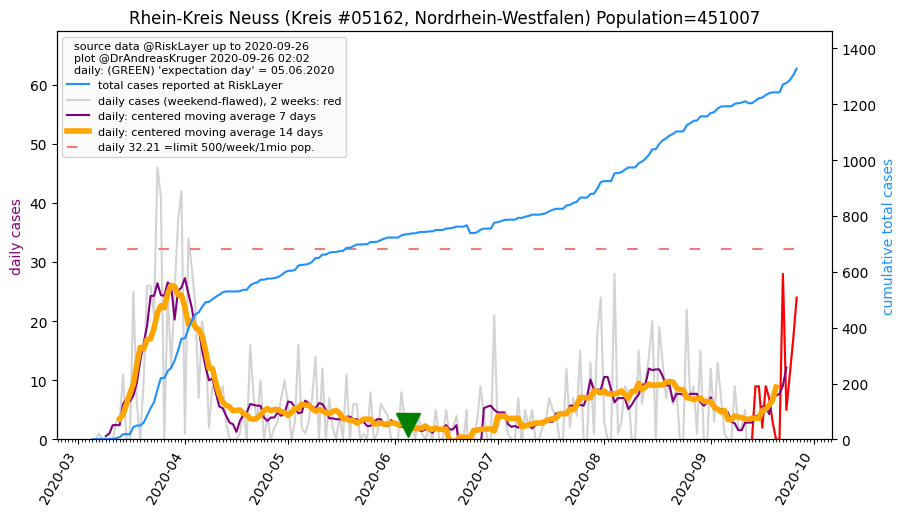 Rhein-Kreis Neuss (Kreis #05162, Nordrhein-Westfalen) Population=451007
source data @RiskLayer up to 2020-09-26
plot @DrAndreasKruger 2020-09-26 02:02
daily: (GREEN) 'expectation day' = 05.06.2020
total cases reported at RiskLayer
daily cases (weekend-flawed), 2 weeks: red
daily: centered moving average 7 days
daily: centered moving average 14 days
daily 32.21 =limit 500/week/1mio pop.
daily cases
0
10
20
30
40
50
60
cumulative total cases
0
200
400
600
800
1000
1200
1400
2020-03
2020-04
2020-05
2020-06
2020-07
2020-08
2020-09
2020-10